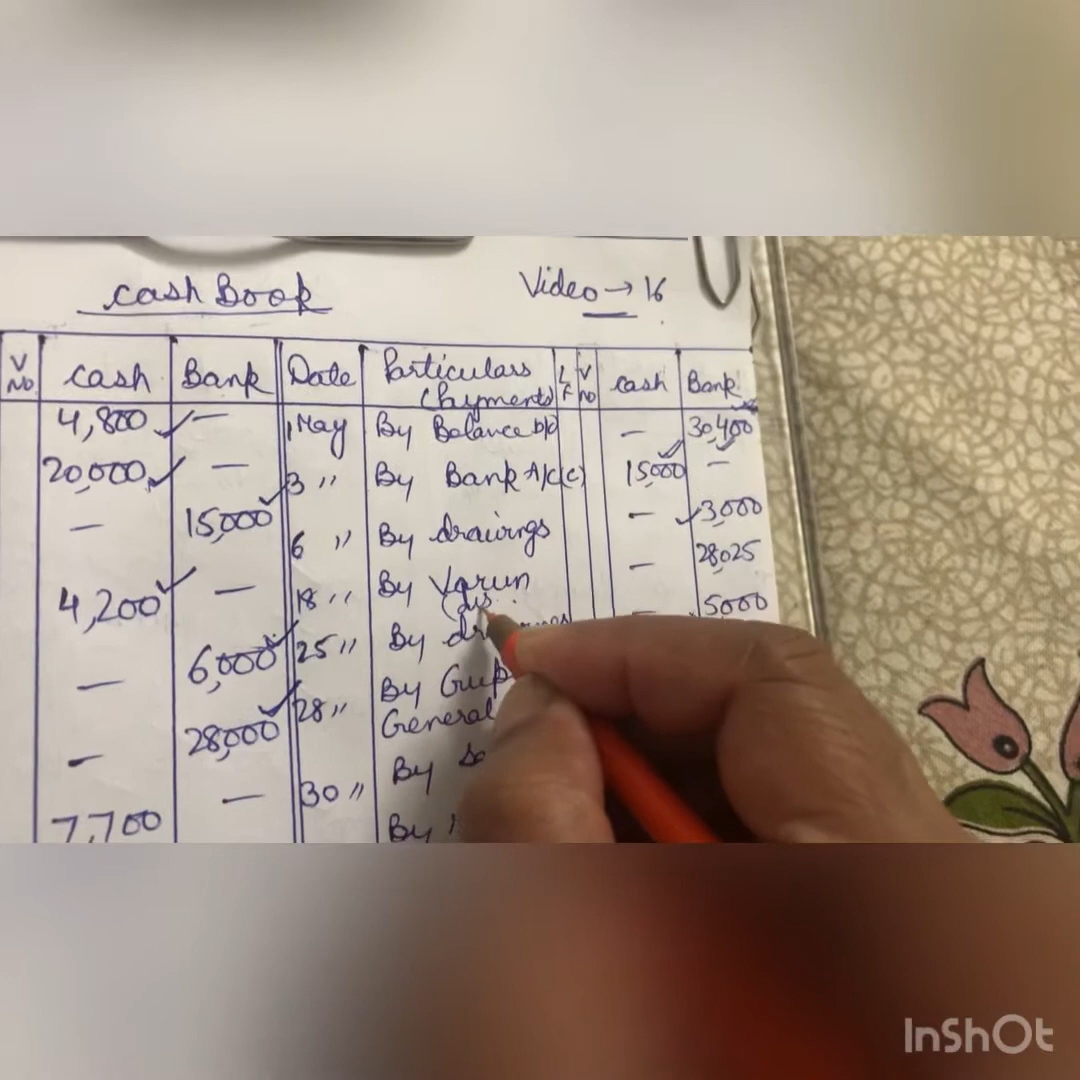 Cash Book
Video → 16
V No Cash Bank Date Particulars (Payments) L F V No Cash Bank
4,800 — 1 May By Balance b/d — 30,400
20,000 — 3 " By Bank A/c (c) 15,000 —
— 15,000 6 " By drawings — 3,000
4,200 — 18 " By Varun — 28,025
(dis
— 6,000 25 " By — 5000
— 28,000 28 " By
General
7,700 — 30 " By
By
InShOt